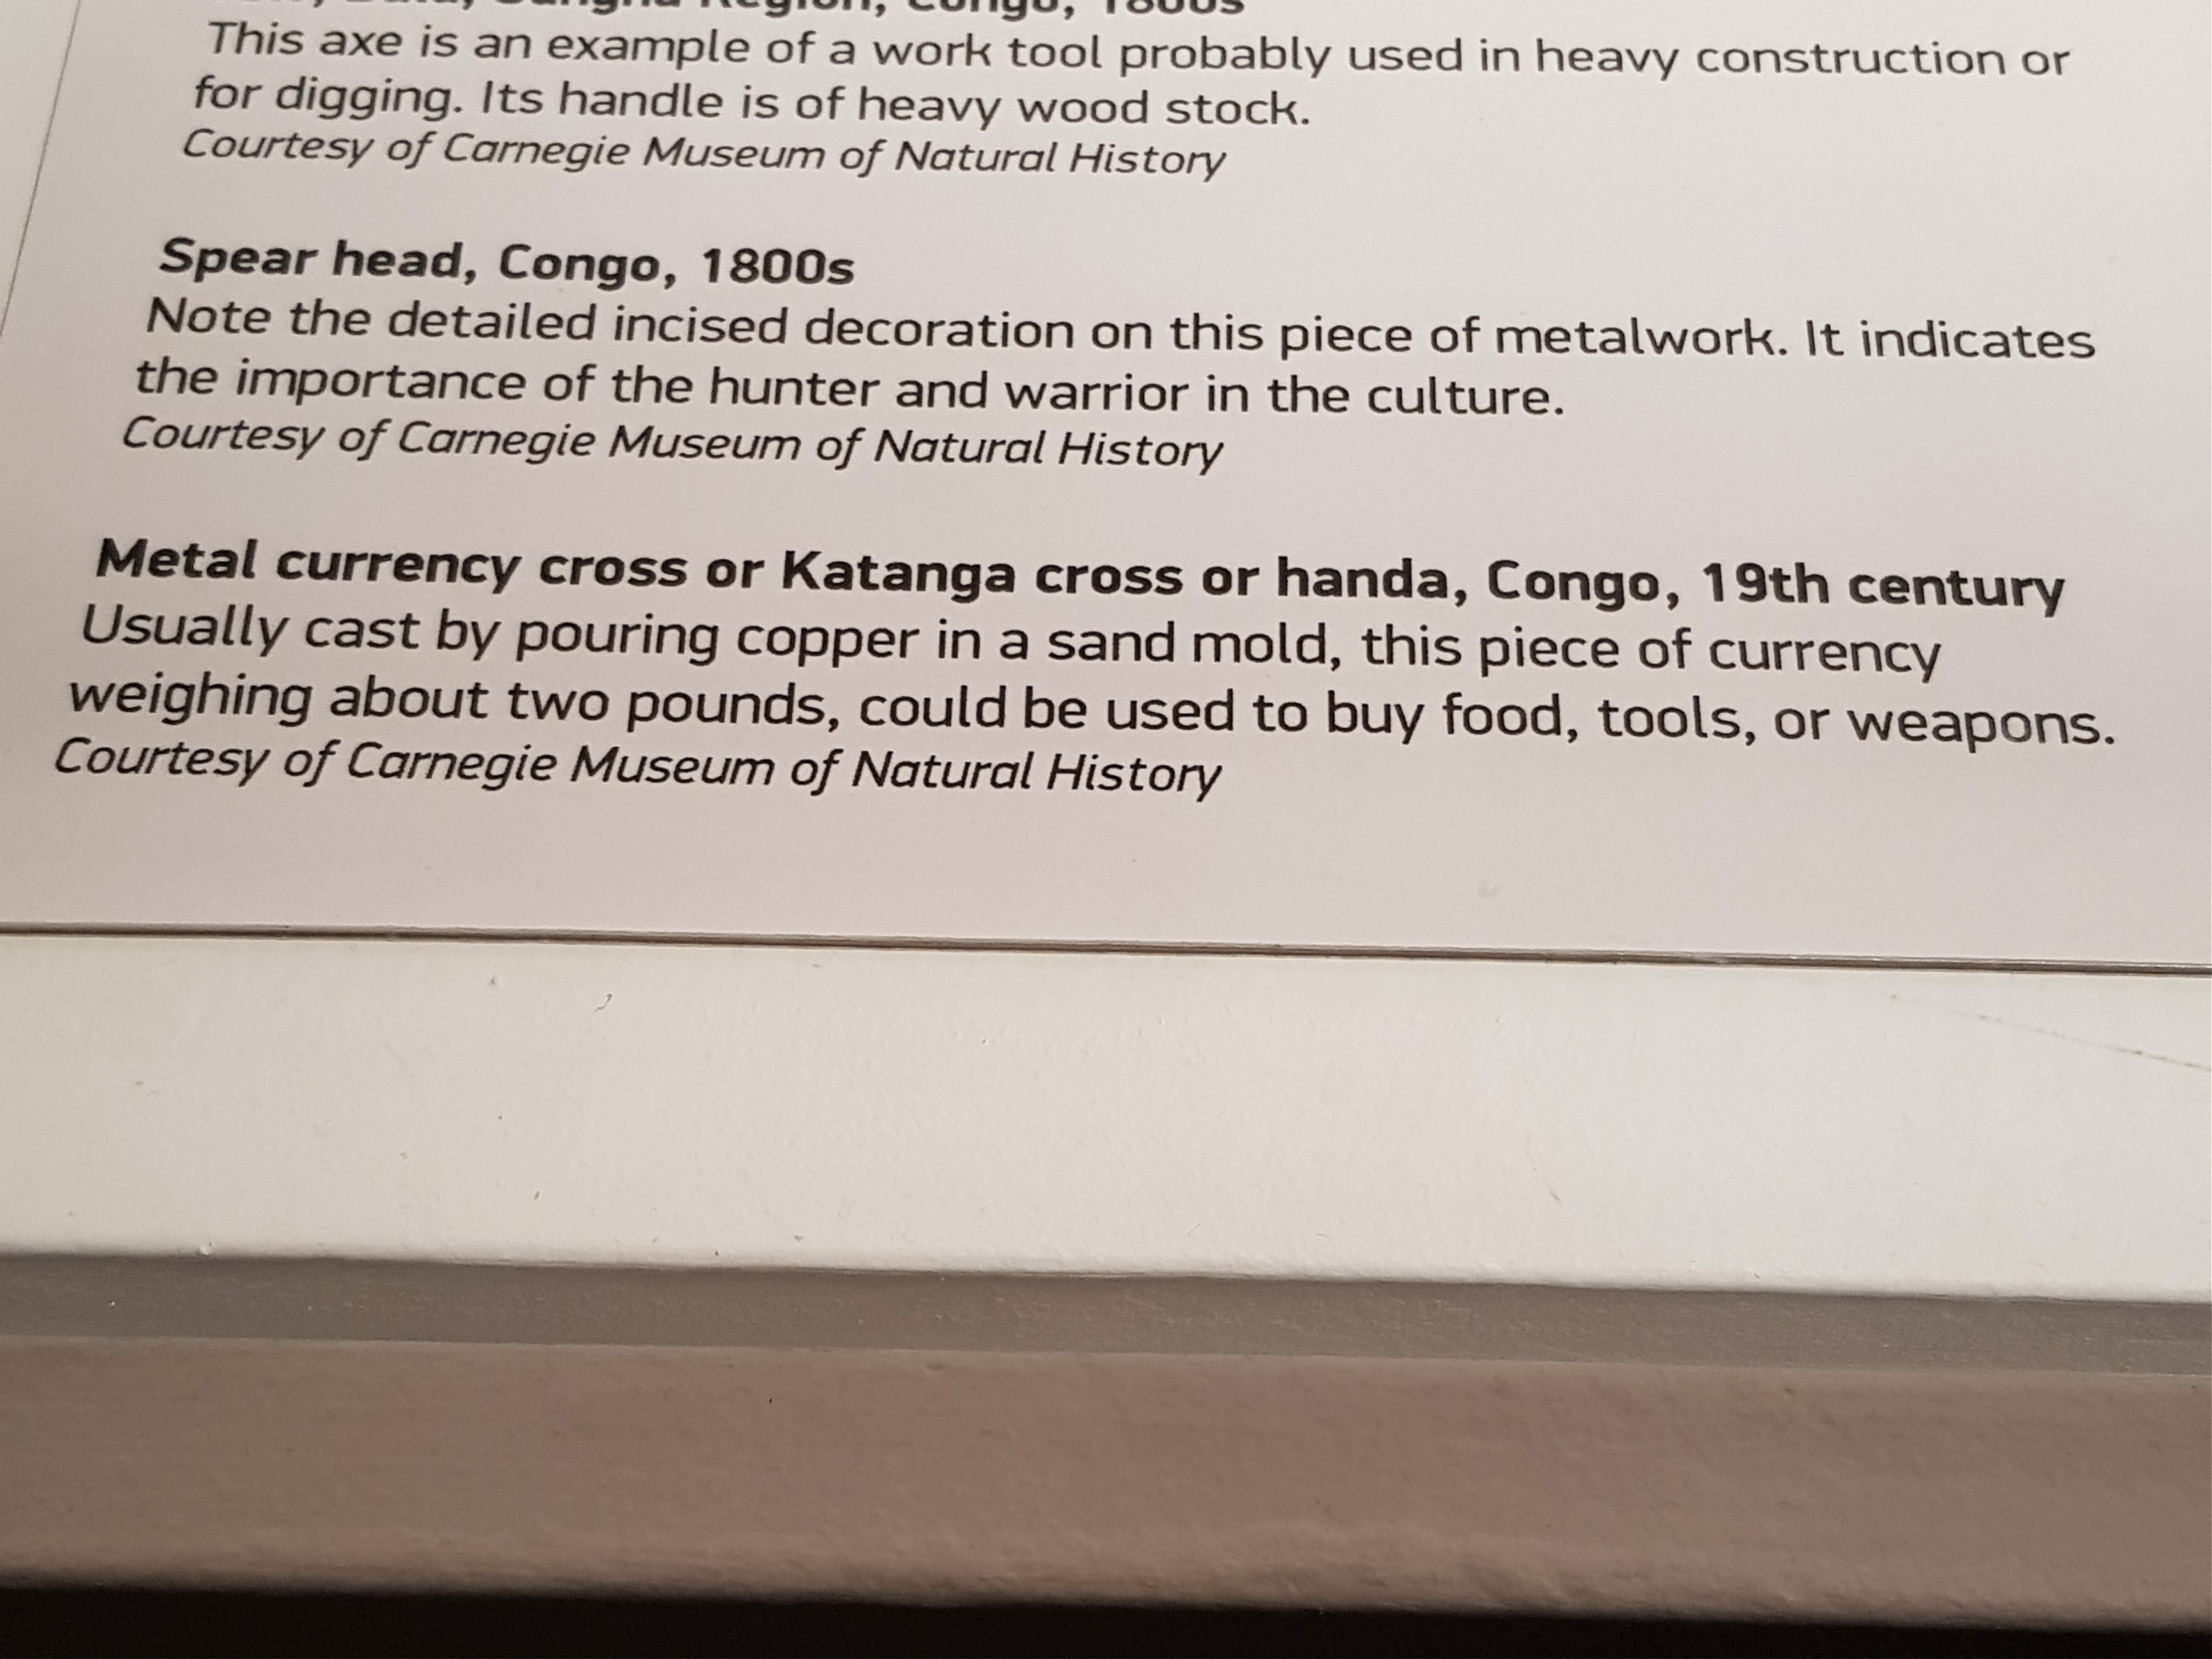 Region, Congo, 1800s
This axe is an example of a work tool probably used in heavy construction or
for digging. Its handle is of heavy wood stock.
Courtesy of Carnegie Museum of Natural History
Spear head, Congo, 1800s
Note the detailed incised decoration on this piece of metalwork. It indicates
the importance of the hunter and warrior in the culture.
Courtesy of Carnegie Museum of Natural History
Metal currency cross or Katanga cross or handa, Congo, 19th century
Usually cast by pouring copper in a sand mold, this piece of currency
weighing about two pounds, could be used to buy food, tools, or weapons.
Courtesy of Carnegie Museum of Natural History